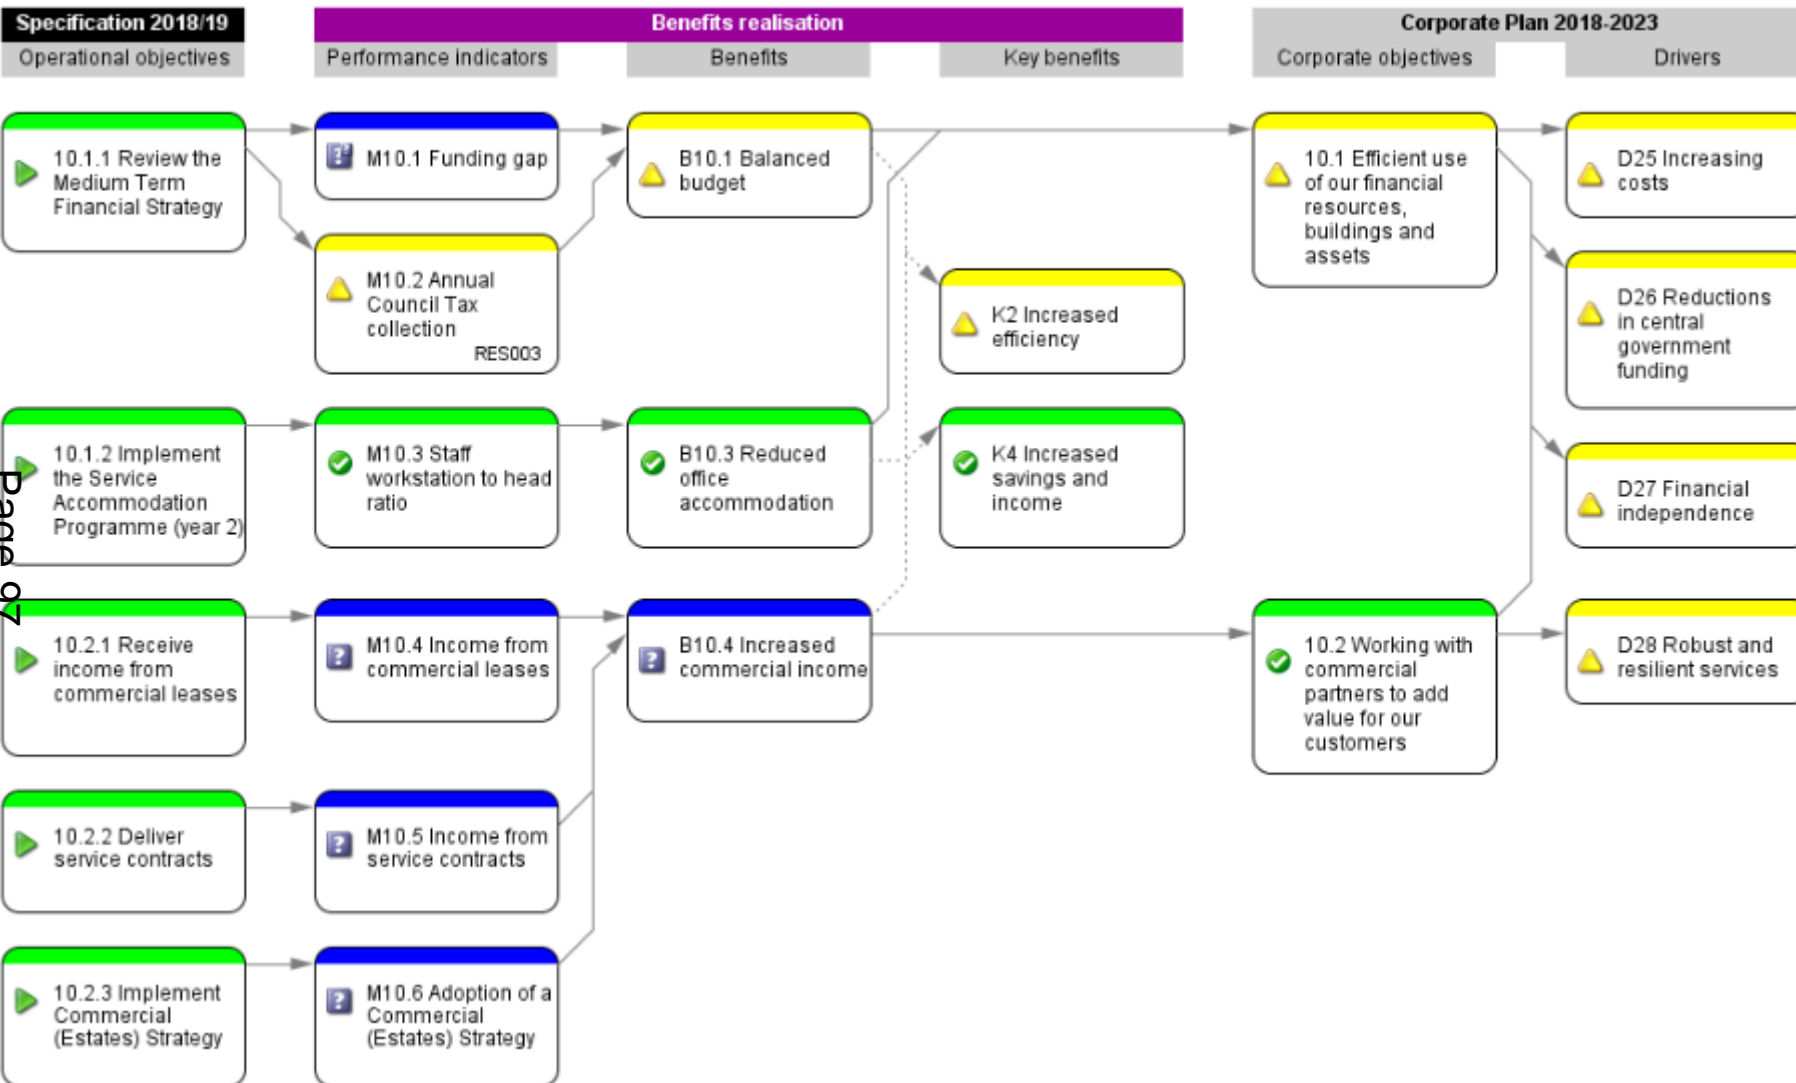 Specification 2018/19
Benefits realisation
Corporate Plan 2018-2023
Operational objectives
Performance indicators
Benefits
Key benefits
Corporate objectives
Drivers
10.1.1 Review the
Medium Term
Financial Strategy
M10.1 Funding gap
B10.1 Balanced
budget
10.1 Efficient use
of our financial
resources,
buildings and
assets
D25 Increasing
costs
M10.2 Annual
Council Tax
collection
RES003
K2 Increased
efficiency
D26 Reductions
in central
government
funding
10.1.2 Implement
the Service
Accommodation
Programme (year 2)
M10.3 Staff
workstation to head
ratio
B10.3 Reduced
office
accommodation
K4 Increased
savings and
income
D27 Financial
independence
Page 97
10.2.1 Receive
income from
commercial leases
M10.4 Income from
commercial leases
B10.4 Increased
commercial income
10.2 Working with
commercial
partners to add
value for our
customers
D28 Robust and
resilient services
10.2.2 Deliver
service contracts
M10.5 Income from
service contracts
10.2.3 Implement
Commercial
(Estates) Strategy
M10.6 Adoption of a
Commercial
(Estates) Strategy